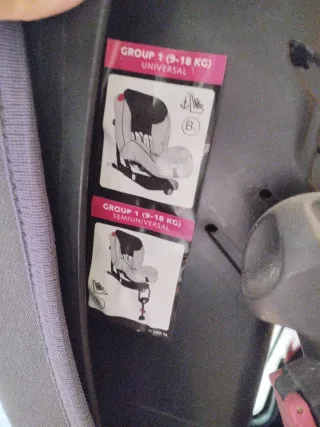 GROUP 1 (9-18 KG)
UNIVERSAL
B
GROUP 1 (9-18 KG)
SEMIUNIVERSAL